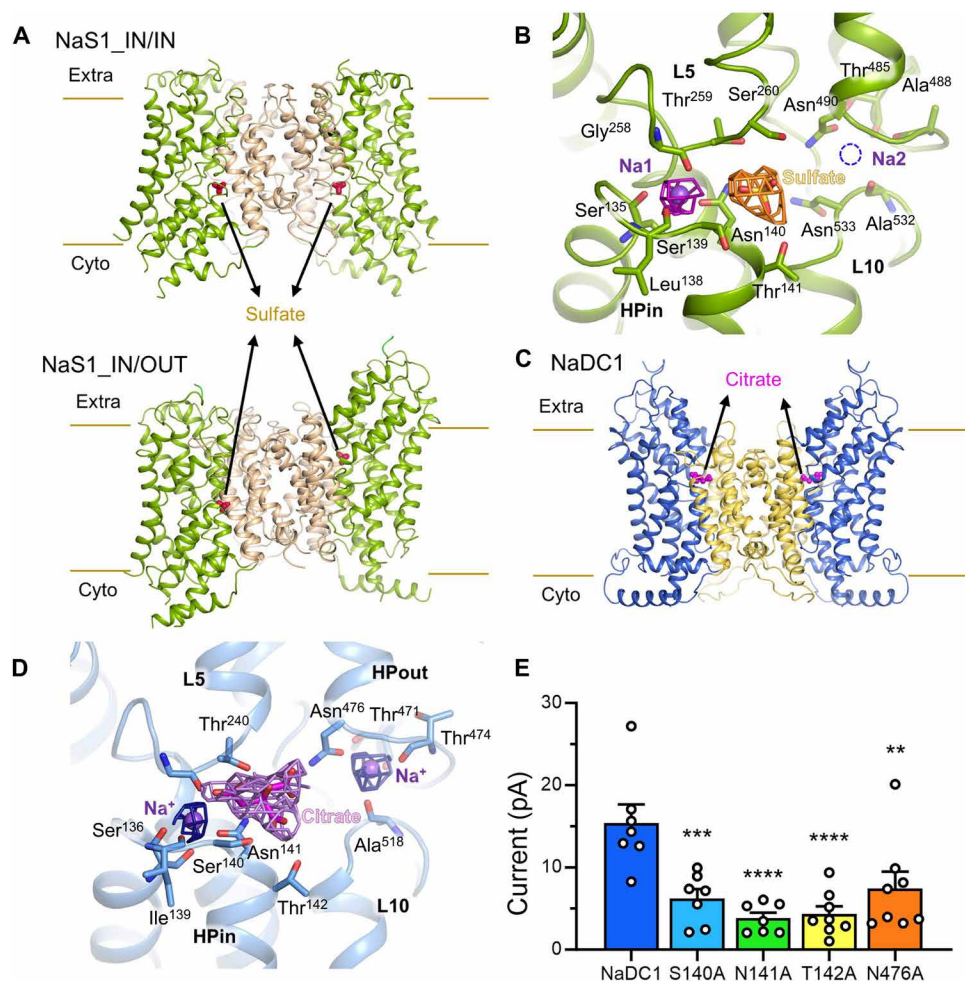 A
NaS1_IN/IN
Extra
Cyto
Sulfate
NaS1_IN/OUT
Extra
Cyto
B
L5
Thr485
Ser260
Ala488
Thr259
Asn490
Gly258
Na1
Na2
Sulfate
Ser135
Asn140
Asn533
Ala532
Ser139
L10
Leu138
Thr141
HPin
C
NaDC1
Citrate
Extra
Cyto
D
L5
HPout
Asn476
Thr471
Thr240
Thr474
Na+
Na+
Citrate
Ser136
Asn141
Ala518
Ser140
Thr142
L10
Ile139
HPin
E
30
20
10
0
Current (pA)
***
****
****
**
NaDC1 S140A N141A T142A N476A